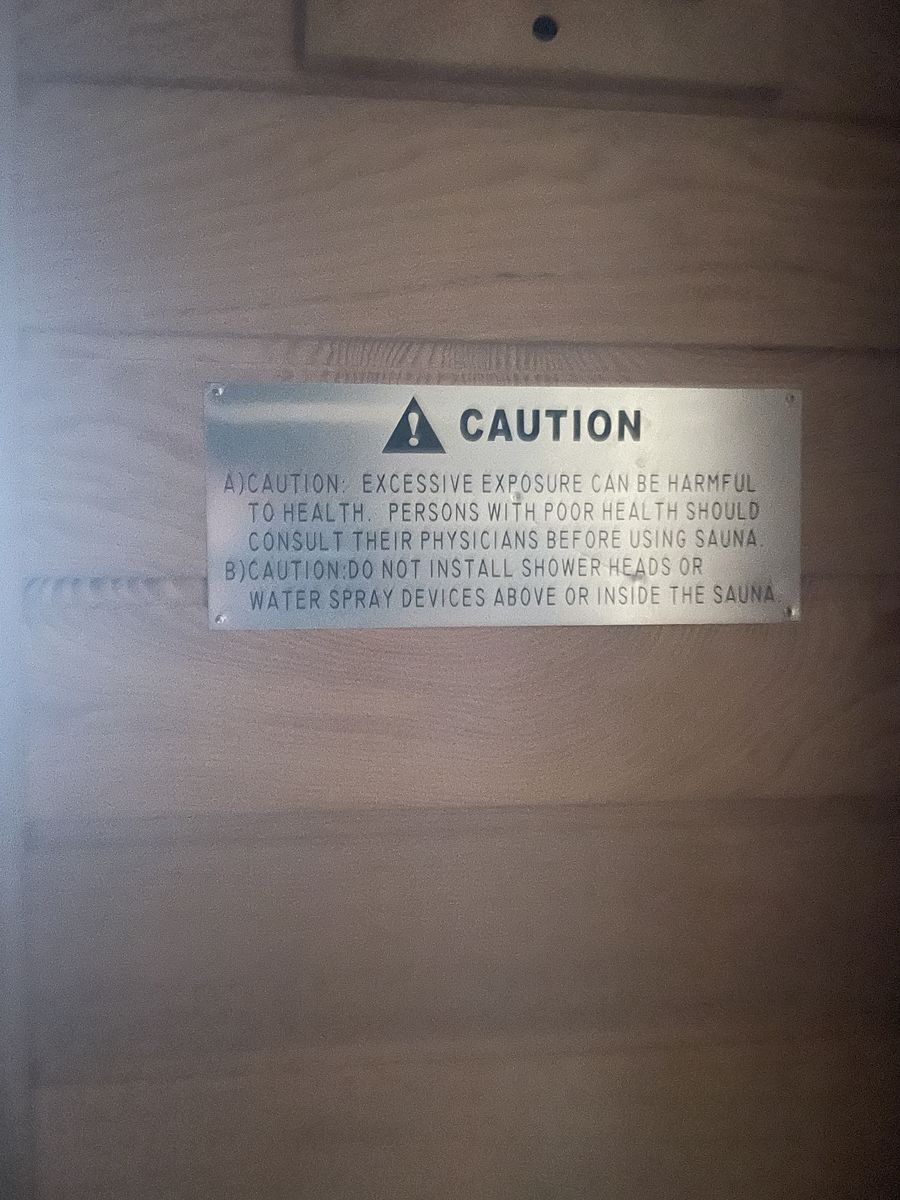 CAUTION
A)CAUTION: EXCESSIVE EXPOSURE CAN BE HARMFUL
TO HEALTH. PERSONS WITH POOR HEALTH SHOULD
CONSULT THEIR PHYSICIANS BEFORE USING SAUNA.
B)CAUTION:DO NOT INSTALL SHOWER HEADS OR
WATER SPRAY DEVICES ABOVE OR INSIDE THE SAUNA.